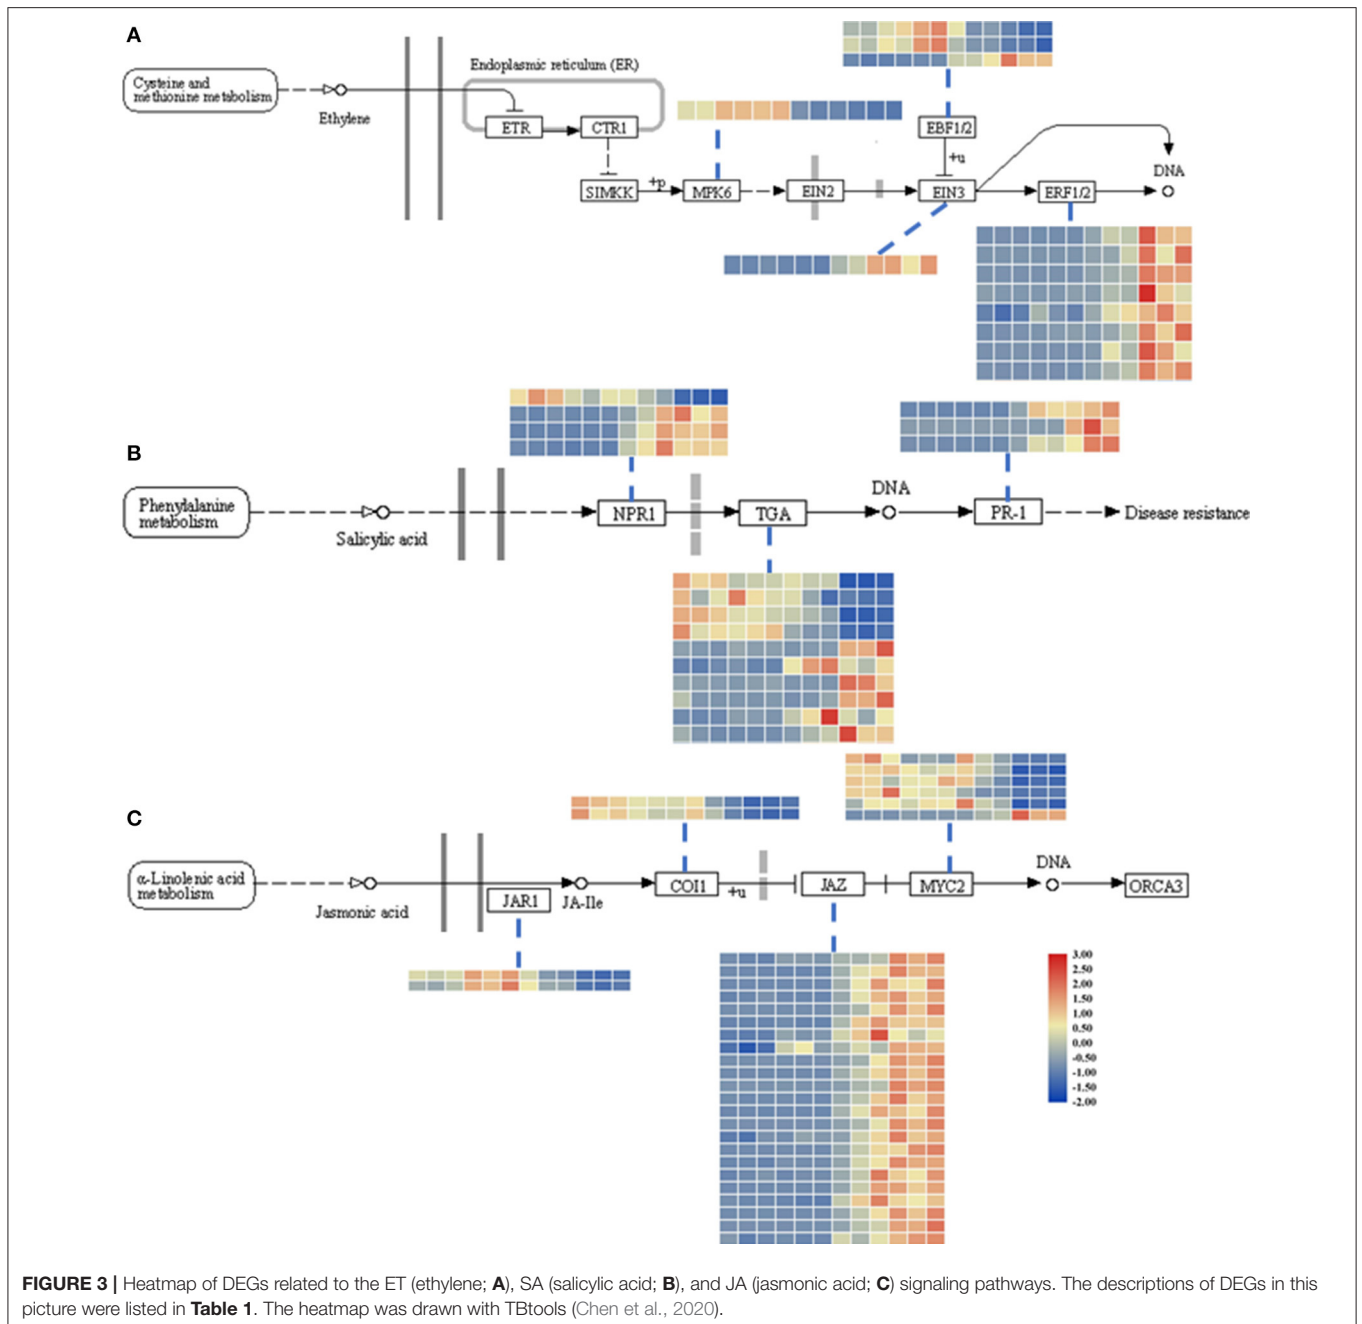 A
Cysteine and
methionine metabolism
Ethylene
Endoplasmic reticulum (ER)
ETR
CTR1
SIMKK
+p
MPK6
EIN2
EBF1/2
+u
EIN3
ERF1/2
DNA
B
Phenylalanine
metabolism
Salicylic acid
NPR1
TGA
DNA
PR-1
Disease resistance
C
α-Linolenic acid
metabolism
Jasmonic acid
JAR1
JA-Ile
COI1
+u
JAZ
MYC2
DNA
ORCA3
3.00
2.50
2.00
1.50
1.00
0.50
0.00
-0.50
-1.00
-1.50
-2.00
FIGURE 3 | Heatmap of DEGs related to the ET (ethylene; A), SA (salicylic acid; B), and JA (jasmonic acid; C) signaling pathways. The descriptions of DEGs in this
picture were listed in Table 1. The heatmap was drawn with TBtools (Chen et al., 2020).